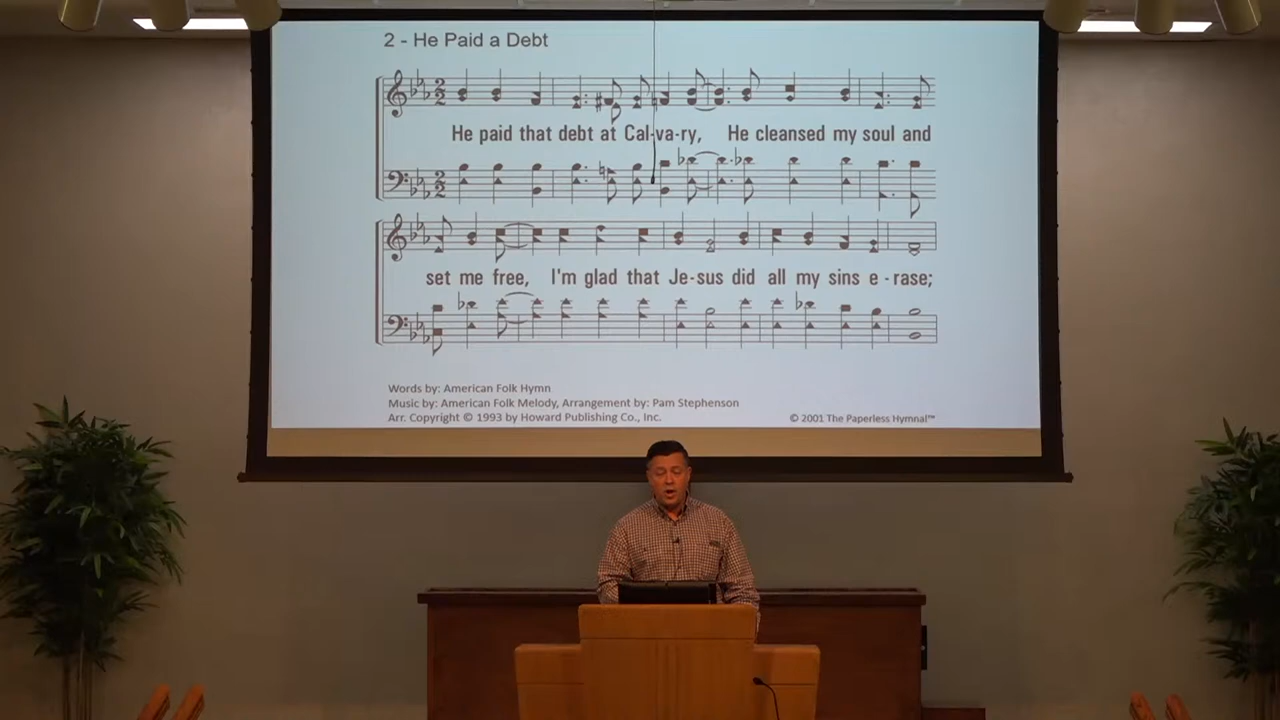 2 - He Paid a Debt
He paid that debt at Cal-va-ry, He cleansed my soul and
set me free, I'm glad that Je-sus did all my sins e - rase;
Words by: American Folk Hymn
Music by: American Folk Melody, Arrangement by: Pam Stephenson
Arr. Copyright © 1993 by Howard Publishing Co., Inc.
© 2001 The Paperless Hymnal™